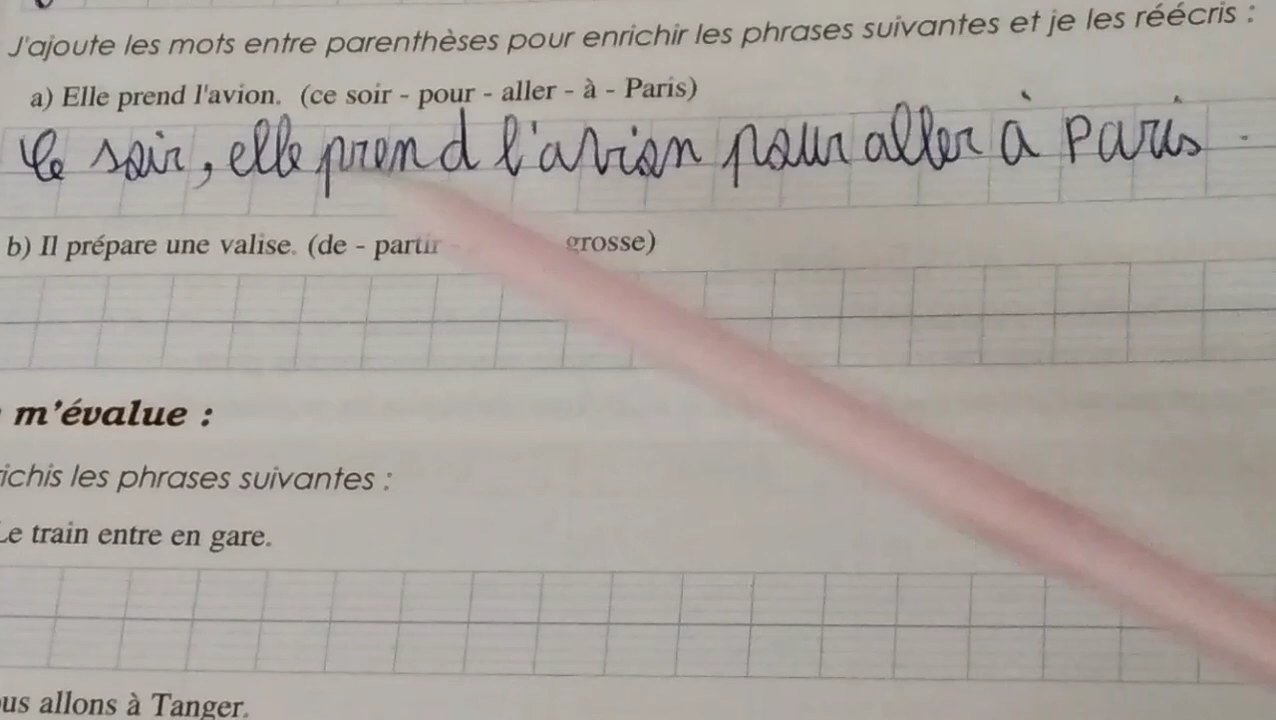 J'ajoute les mots entre parenthèses pour enrichir les phrases suivantes et je les réécris :
a) Elle prend l'avion. (ce soir - pour - aller - à - Paris)
Ce soir, elle prend l'avion pour aller à Paris.
b) Il prépare une valise. (de - partir - grosse)
m'évalue :
ichis les phrases suivantes :
Le train entre en gare.
us allons à Tanger.